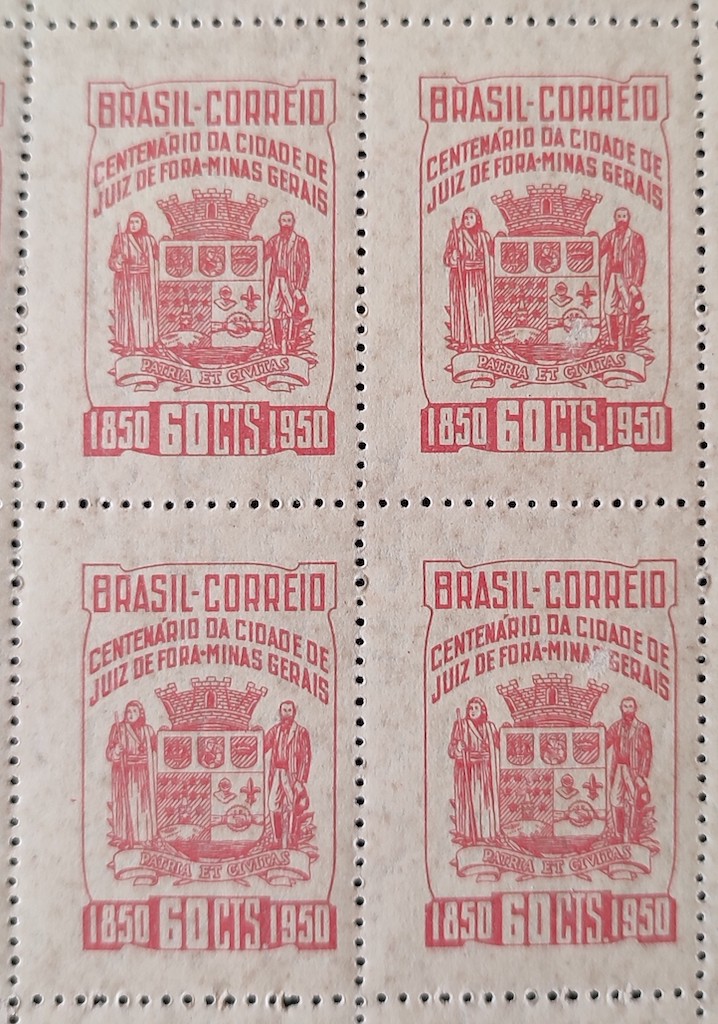 BRASIL-CORREIO
CENTENÁRIO DA CIDADE DE
JUIZ DE FORA-MINAS GERAIS
PATRIA ET CIVITAS
1850 60 CTS. 1950
BRASIL-CORREIO
CENTENÁRIO DA CIDADE DE
JUIZ DE FORA-MINAS GERAIS
PATRIA ET CIVITAS
1850 60 CTS. 1950
BRASIL-CORREIO
CENTENÁRIO DA CIDADE DE
JUIZ DE FORA-MINAS GERAIS
PATRIA ET CIVITAS
1850 60 CTS. 1950
BRASIL-CORREIO
CENTENÁRIO DA CIDADE DE
JUIZ DE FORA-MINAS GERAIS
PATRIA ET CIVITAS
1850 60 CTS. 1950